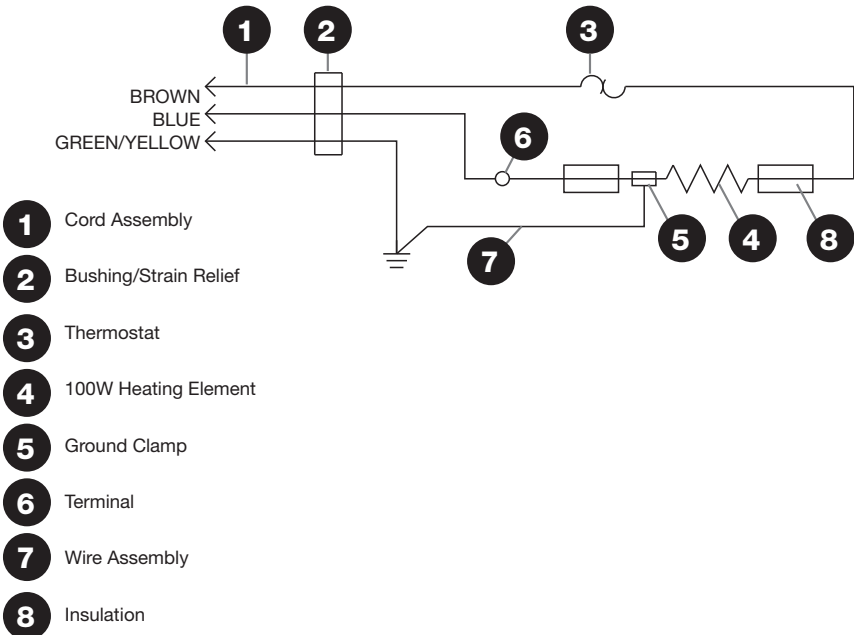 1 2 3
BROWN
BLUE
GREEN/YELLOW
6
5 4 8
7
1 Cord Assembly
2 Bushing/Strain Relief
3 Thermostat
4 100W Heating Element
5 Ground Clamp
6 Terminal
7 Wire Assembly
8 Insulation